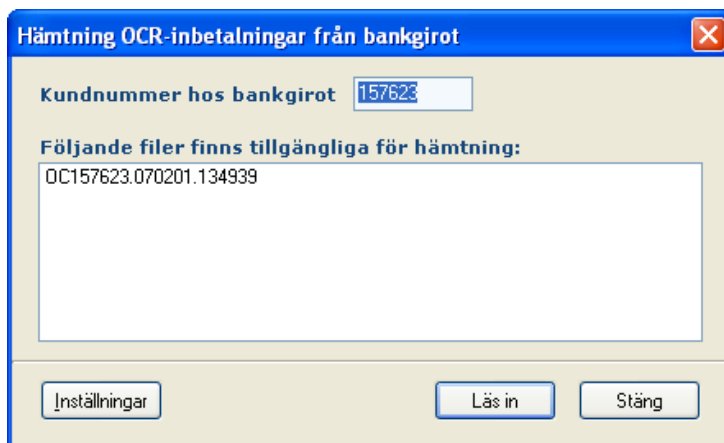 Hämtning OCR-inbetalningar från bankgirot
Kundnummer hos bankgirot 157623
Följande filer finns tillgängliga för hämtning:
OC157623.070201.134939
Inställningar Läs in Stäng